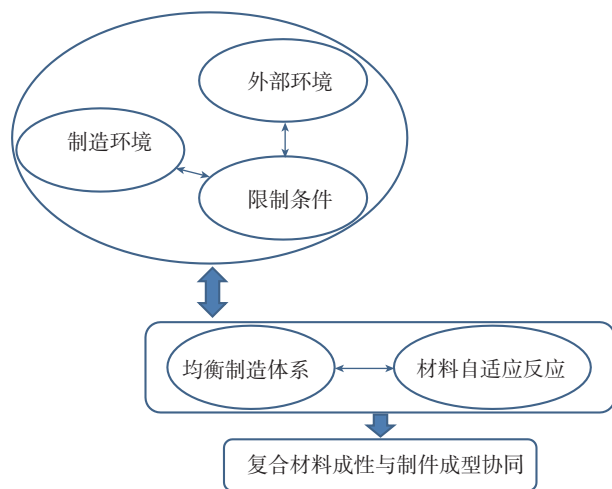 外部环境
制造环境
限制条件
均衡制造体系
材料自适应反应
复合材料成性与制件成型协同